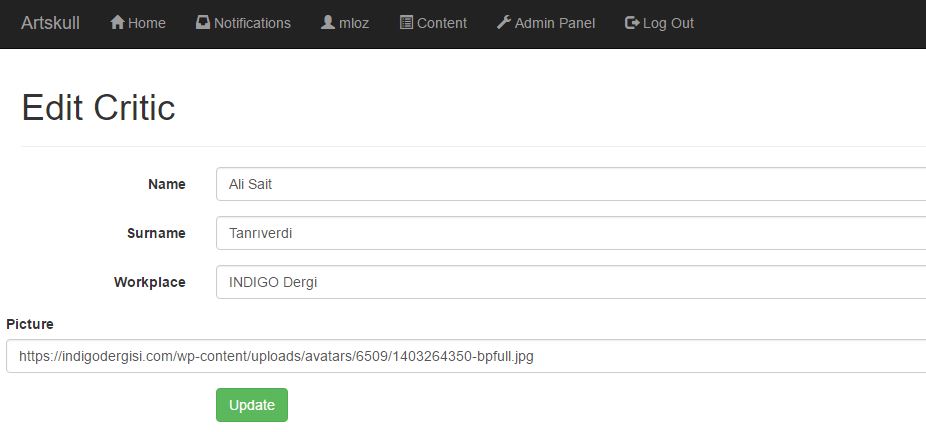 Artskull Home Notifications mloz Content Admin Panel Log Out
Edit Critic
Name Ali Sait
Surname Tanrıverdi
Workplace INDIGO Dergi
Picture
https://indigodergisi.com/wp-content/uploads/avatars/6509/1403264350-bpfull.jpg
Update